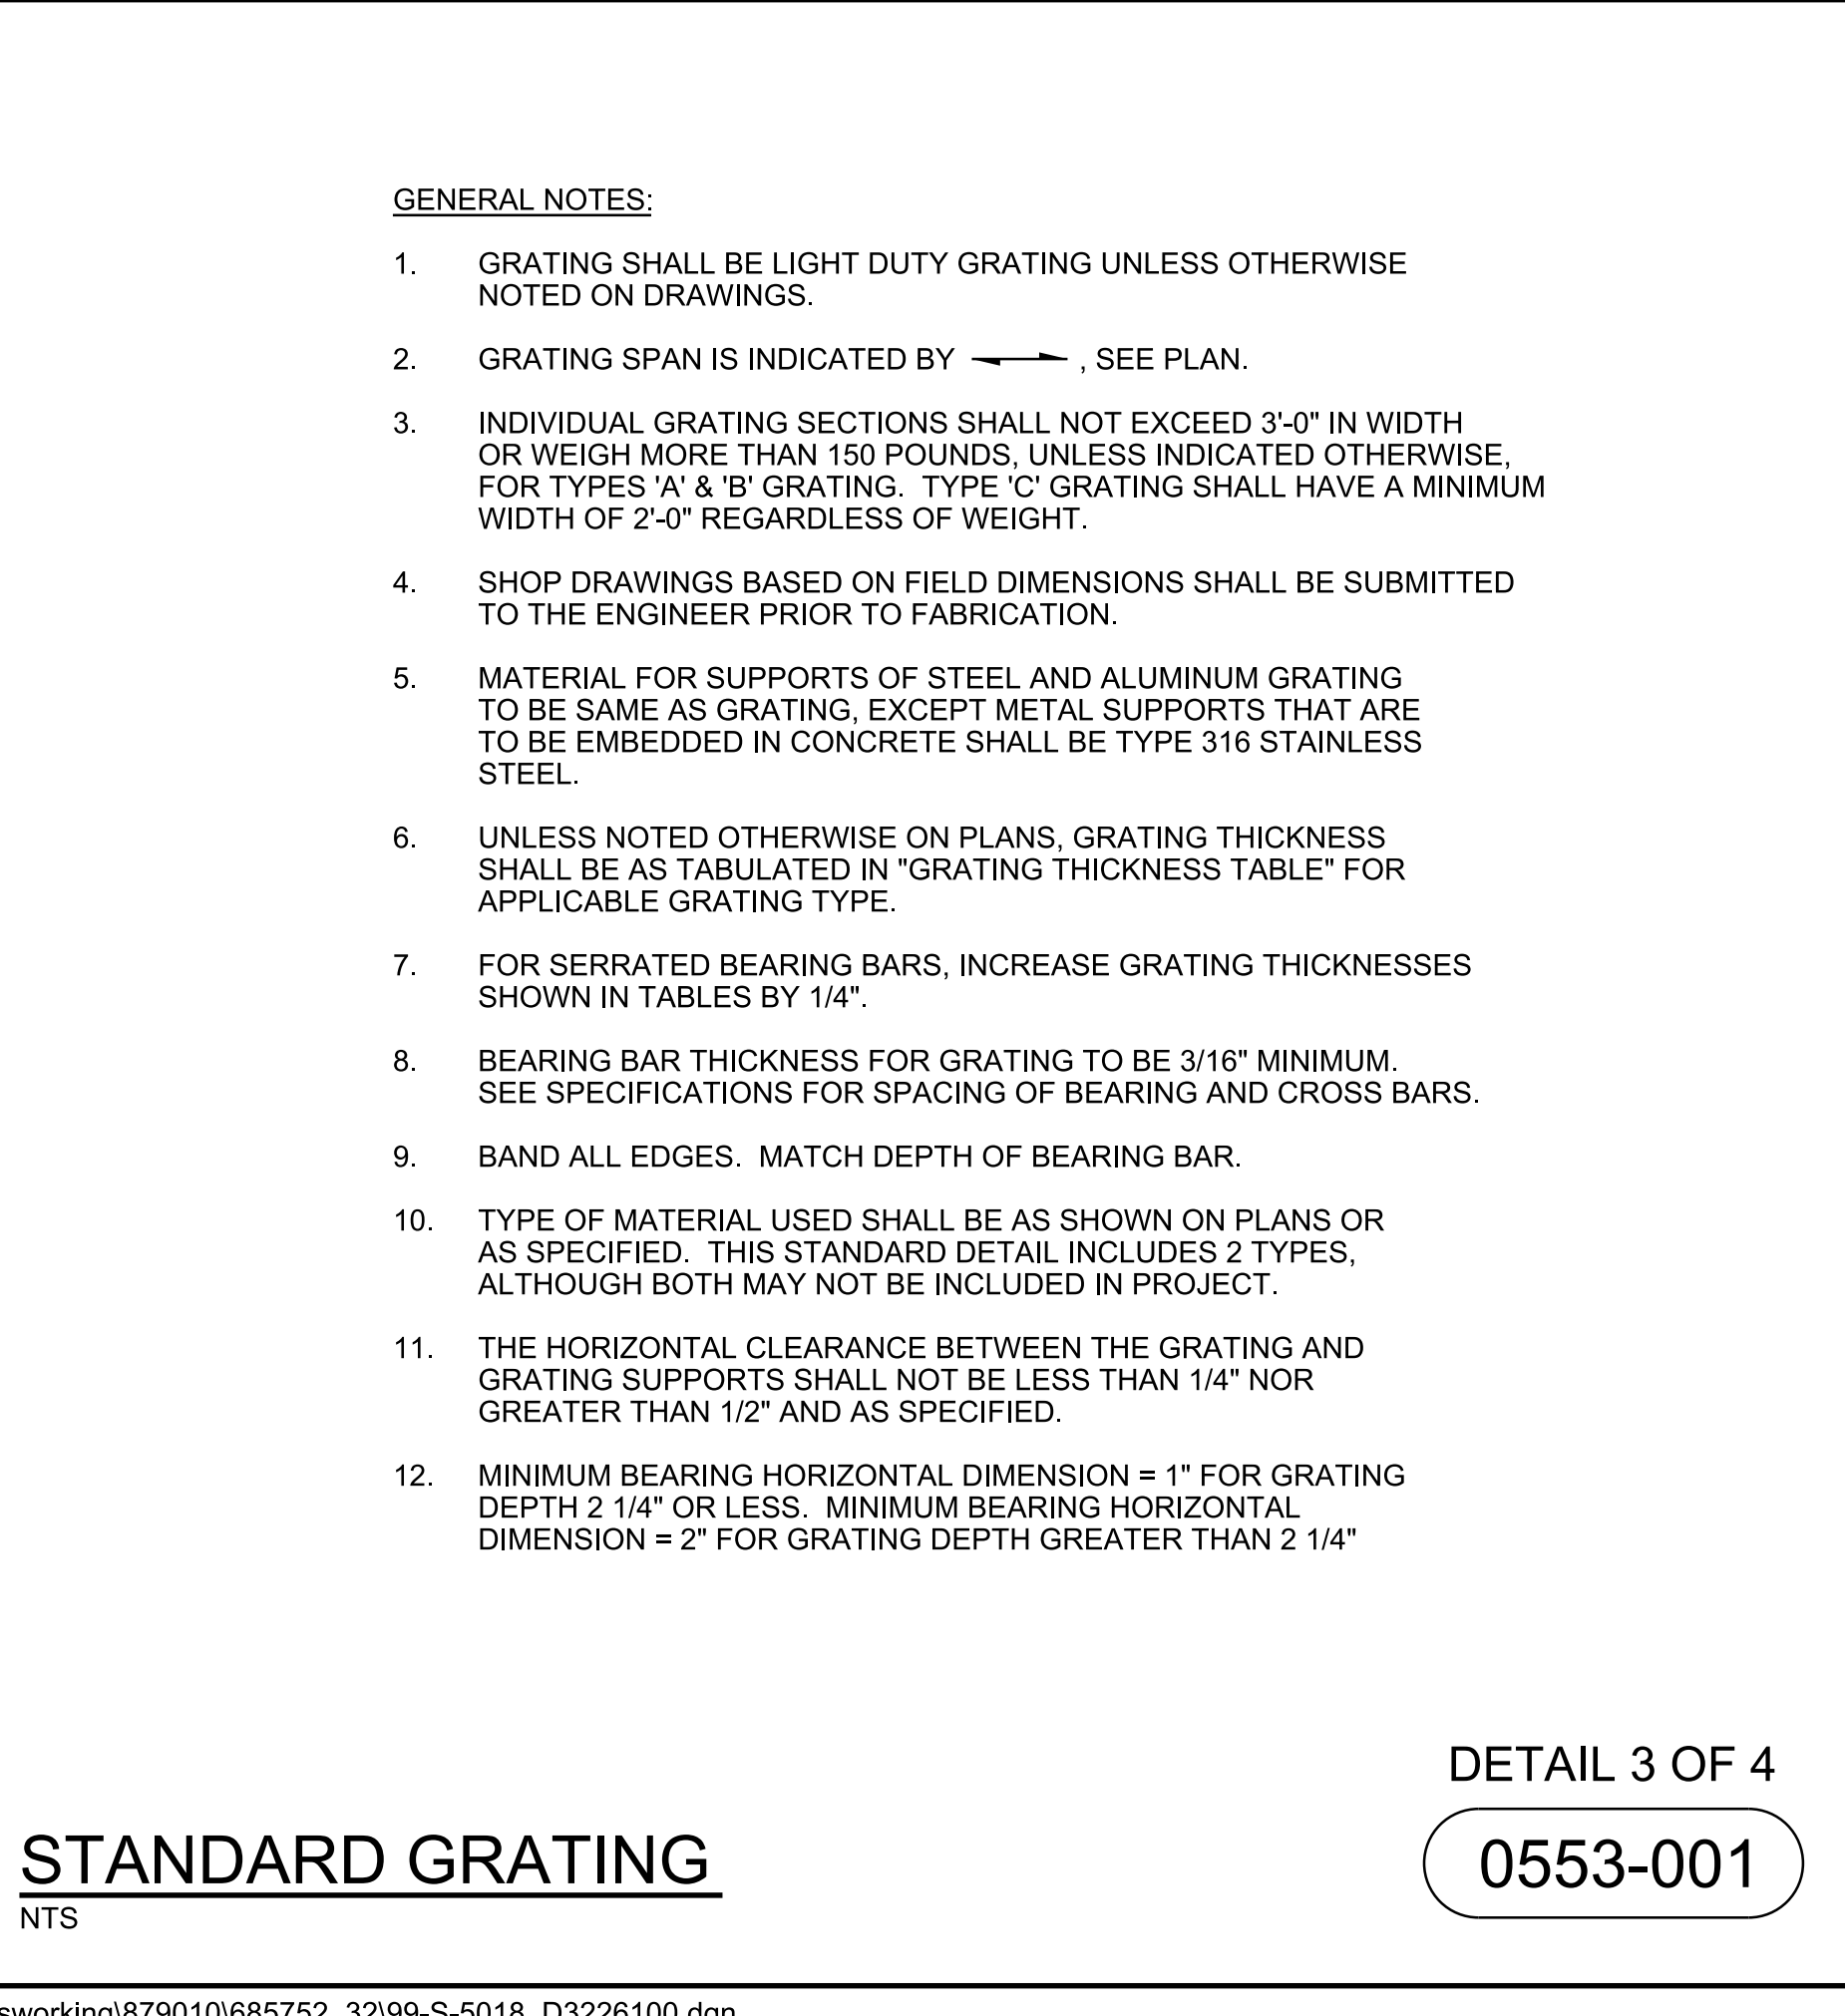 GENERAL NOTES:
1. GRATING SHALL BE LIGHT DUTY GRATING UNLESS OTHERWISE
NOTED ON DRAWINGS.
2. GRATING SPAN IS INDICATED BY , SEE PLAN.
3. INDIVIDUAL GRATING SECTIONS SHALL NOT EXCEED 3'-0" IN WIDTH
OR WEIGH MORE THAN 150 POUNDS, UNLESS INDICATED OTHERWISE,
FOR TYPES 'A' & 'B' GRATING. TYPE 'C' GRATING SHALL HAVE A MINIMUM
WIDTH OF 2'-0" REGARDLESS OF WEIGHT.
4. SHOP DRAWINGS BASED ON FIELD DIMENSIONS SHALL BE SUBMITTED
TO THE ENGINEER PRIOR TO FABRICATION.
5. MATERIAL FOR SUPPORTS OF STEEL AND ALUMINUM GRATING
TO BE SAME AS GRATING, EXCEPT METAL SUPPORTS THAT ARE
TO BE EMBEDDED IN CONCRETE SHALL BE TYPE 316 STAINLESS
STEEL.
6. UNLESS NOTED OTHERWISE ON PLANS, GRATING THICKNESS
SHALL BE AS TABULATED IN "GRATING THICKNESS TABLE" FOR
APPLICABLE GRATING TYPE.
7. FOR SERRATED BEARING BARS, INCREASE GRATING THICKNESSES
SHOWN IN TABLES BY 1/4".
8. BEARING BAR THICKNESS FOR GRATING TO BE 3/16" MINIMUM.
SEE SPECIFICATIONS FOR SPACING OF BEARING AND CROSS BARS.
9. BAND ALL EDGES. MATCH DEPTH OF BEARING BAR.
10. TYPE OF MATERIAL USED SHALL BE AS SHOWN ON PLANS OR
AS SPECIFIED. THIS STANDARD DETAIL INCLUDES 2 TYPES,
ALTHOUGH BOTH MAY NOT BE INCLUDED IN PROJECT.
11. THE HORIZONTAL CLEARANCE BETWEEN THE GRATING AND
GRATING SUPPORTS SHALL NOT BE LESS THAN 1/4" NOR
GREATER THAN 1/2" AND AS SPECIFIED.
12. MINIMUM BEARING HORIZONTAL DIMENSION = 1" FOR GRATING
DEPTH 2 1/4" OR LESS. MINIMUM BEARING HORIZONTAL
DIMENSION = 2" FOR GRATING DEPTH GREATER THAN 2 1/4"
DETAIL 3 OF 4
0553-001
STANDARD GRATING
NTS
sworking\879010\685752_32\99-S-5018_D3226100.dgn